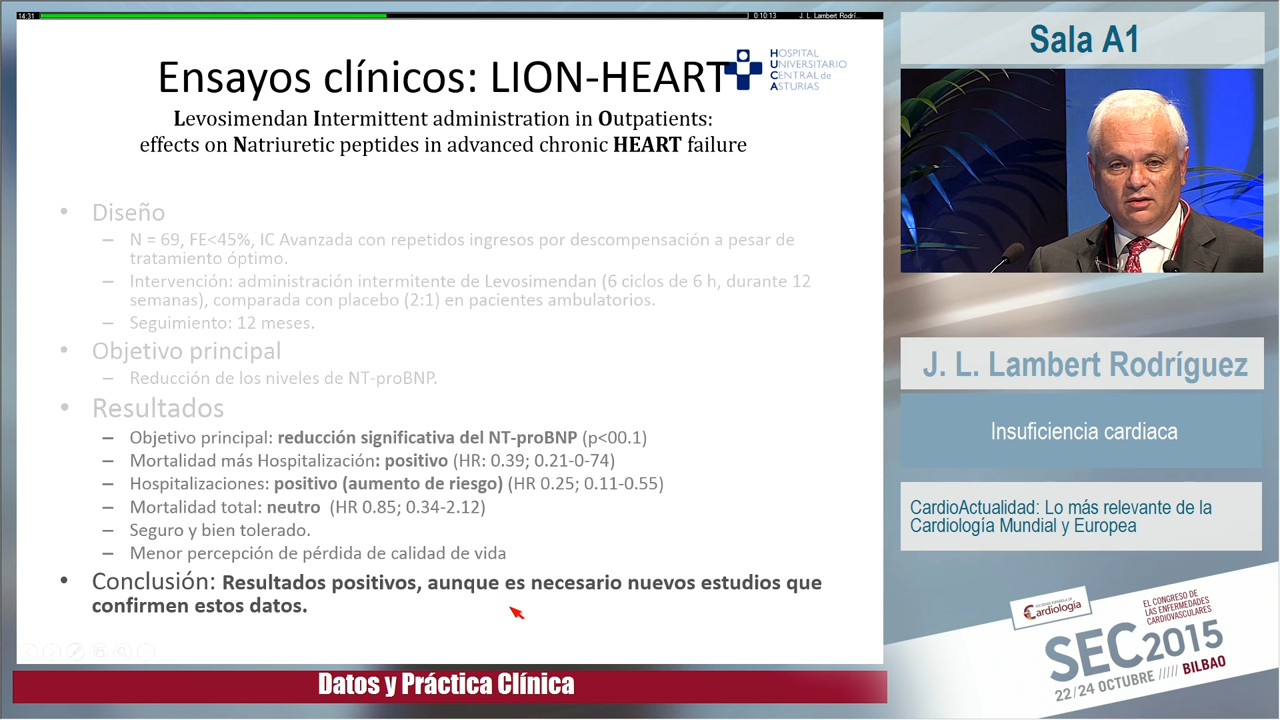 14:31
0:10:13
J. L. Lambert Rodrí...
Ensayos clínicos: LION-HEART
HOSPITAL
UNIVERSITARIO
CENTRAL de
ASTURIAS
Levosimendan Intermittent administration in Outpatients:
effects on Natriuretic peptides in advanced chronic HEART failure
• Diseño
– N = 69, FE<45%, IC Avanzada con repetidos ingresos por descompensación a pesar de
tratamiento óptimo.
– Intervención: administración intermitente de Levosimendan (6 ciclos de 6 h, durante 12
semanas), comparada con placebo (2:1) en pacientes ambulatorios.
– Seguimiento: 12 meses.
• Objetivo principal
– Reducción de los niveles de NT-proBNP.
• Resultados
– Objetivo principal: reducción significativa del NT-proBNP (p<00.1)
– Mortalidad más Hospitalización: positivo (HR: 0.39; 0.21-0-74)
– Hospitalizaciones: positivo (aumento de riesgo) (HR 0.25; 0.11-0.55)
– Mortalidad total: neutro (HR 0.85; 0.34-2.12)
– Seguro y bien tolerado.
– Menor percepción de pérdida de calidad de vida
• Conclusión: Resultados positivos, aunque es necesario nuevos estudios que
confirmen estos datos.
Datos y Práctica Clínica
Sala A1
J. L. Lambert Rodríguez
Insuficiencia cardiaca
CardioActualidad: Lo más relevante de la
Cardiología Mundial y Europea
SOCIEDAD ESPAÑOLA DE
Cardiología
EL CONGRESO DE
LAS ENFERMEDADES
CARDIOVASCULARES
SEC2015
22/24 OCTUBRE ///// BILBAO